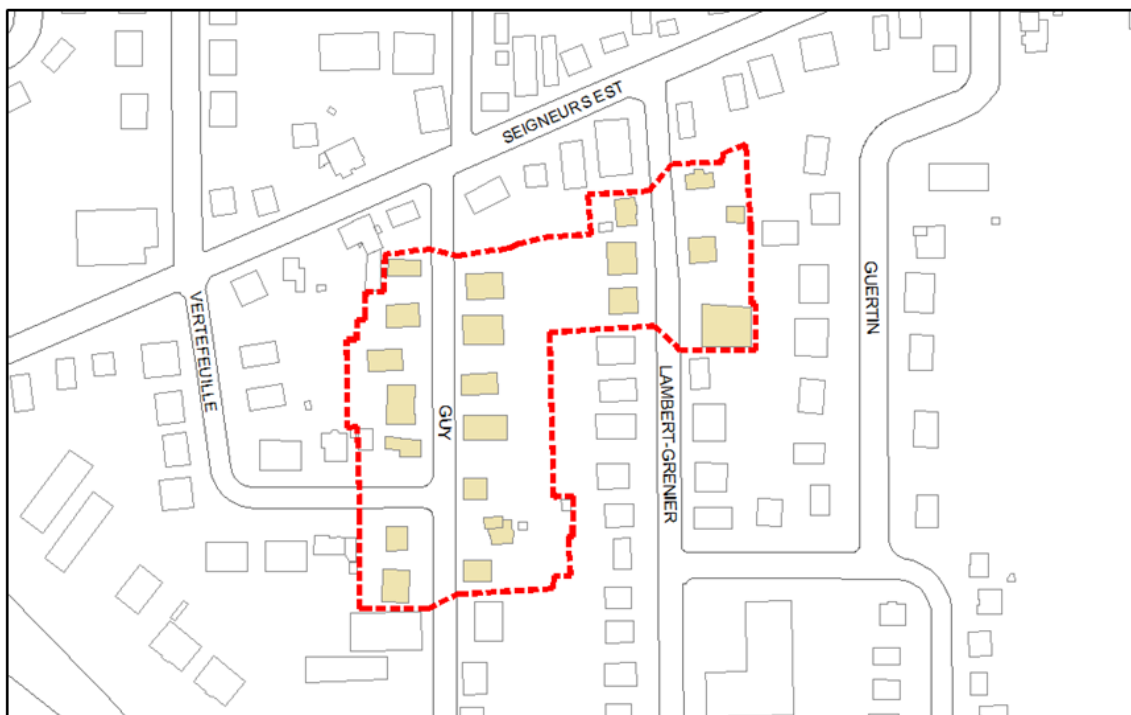 SEIGNEURS EST
VERTEFEUILLE
GUY
LAMBERT-GRENIER
GUERTIN